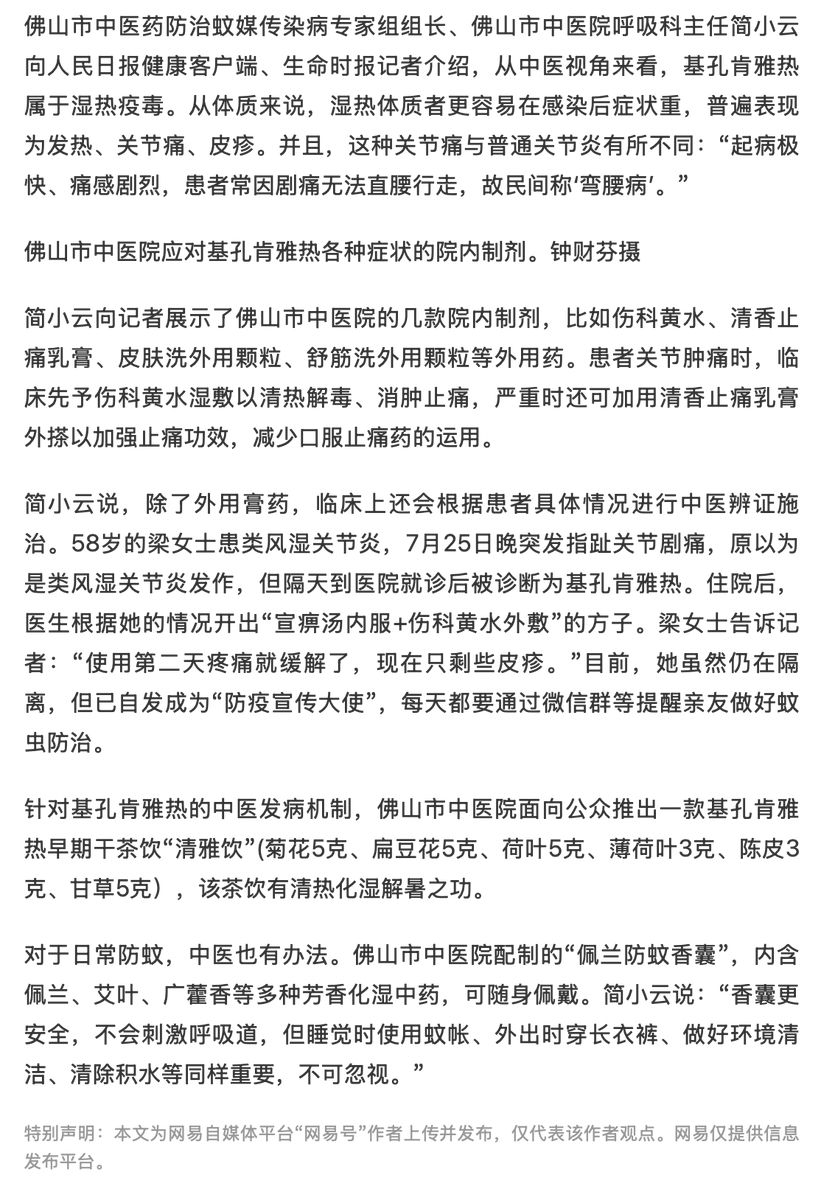 佛山市中医药防治蚊媒传染病专家组组长、佛山市中医院呼吸科主任简小云
向人民日报健康客户端、生命时报记者介绍，从中医视角来看，基孔肯雅热
属于湿热疫毒。从体质来说，湿热体质者更容易在感染后症状重，普遍表现
为发热、关节痛、皮疹。并且，这种关节痛与普通关节炎有所不同：“起病极
快、痛感剧烈，患者常因剧痛无法直腰行走，故民间称‘弯腰病’。”
佛山市中医院应对基孔肯雅热各种症状的院内制剂。钟财芬摄
简小云向记者展示了佛山市中医院的几款院内制剂，比如伤科黄水、清香止
痛乳膏、皮肤洗外用颗粒、舒筋洗外用颗粒等外用药。患者关节肿痛时，临
床先予伤科黄水湿敷以清热解毒、消肿止痛，严重时还可加用清香止痛乳膏
外搽以加强止痛功效，减少口服止痛药的运用。
简小云说，除了外用膏药，临床上还会根据患者具体情况进行中医辨证施
治。58岁的梁女士患类风湿关节炎，7月25日晚突发指趾关节剧痛，原以为
是类风湿关节炎发作，但隔天到医院就诊后被诊断为基孔肯雅热。住院后，
医生根据她的情况开出“宣痹汤内服+伤科黄水外敷”的方子。梁女士告诉记
者：“使用第二天疼痛就缓解了，现在只剩些皮疹。”目前，她虽然仍在隔
离，但已自发成为“防疫宣传大使”，每天都要通过微信群等提醒亲友做好蚊
虫防治。
针对基孔肯雅热的中医发病机制，佛山市中医院面向公众推出一款基孔肯雅
热早期干茶饮“清雅饮”(菊花5克、扁豆花5克、荷叶5克、薄荷叶3克、陈皮3
克、甘草5克），该茶饮有清热化湿解暑之功。
对于日常防蚊，中医也有办法。佛山市中医院配制的“佩兰防蚊香囊”，内含
佩兰、艾叶、广藿香等多种芳香化湿中药，可随身佩戴。简小云说：“香囊更
安全，不会刺激呼吸道，但睡觉时使用蚊帐、外出时穿长衣裤、做好环境清
洁、清除积水等同样重要，不可忽视。”
特别声明：本文为网易自媒体平台“网易号”作者上传并发布，仅代表该作者观点。网易仅提供信息
发布平台。